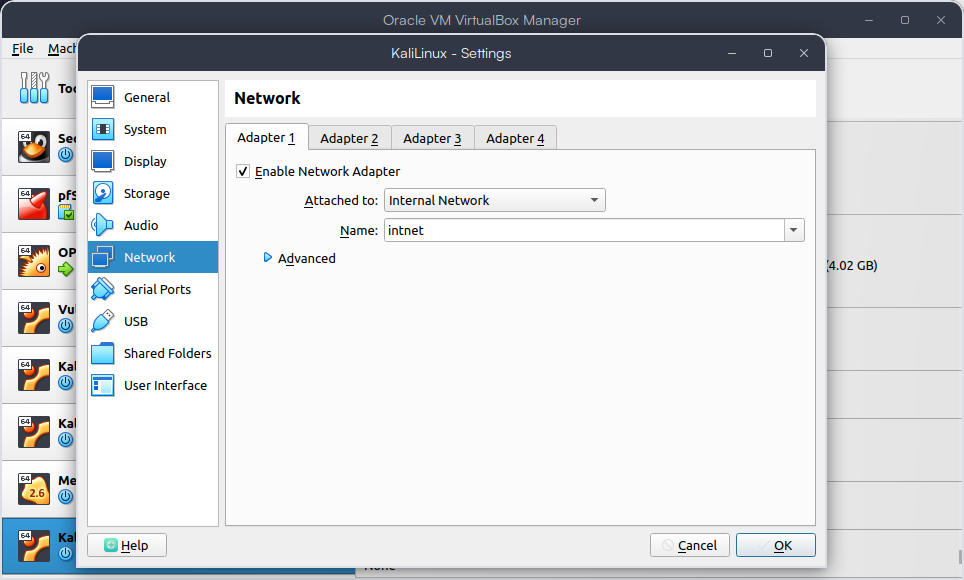 Oracle VM VirtualBox Manager
File Mach
KaliLinux - Settings
Too
64 Sec
64 pfS
64 OP
64 Vu
64 Kal
64 Kal
64 2.6 Me
64 Kal
General
System
Display
Storage
Audio
Network
Serial Ports
USB
Shared Folders
User Interface
Network
Adapter 1 Adapter 2 Adapter 3 Adapter 4
Enable Network Adapter
Attached to: Internal Network
Name: intnet
Advanced
(4.02 GB)
Help Cancel OK
None